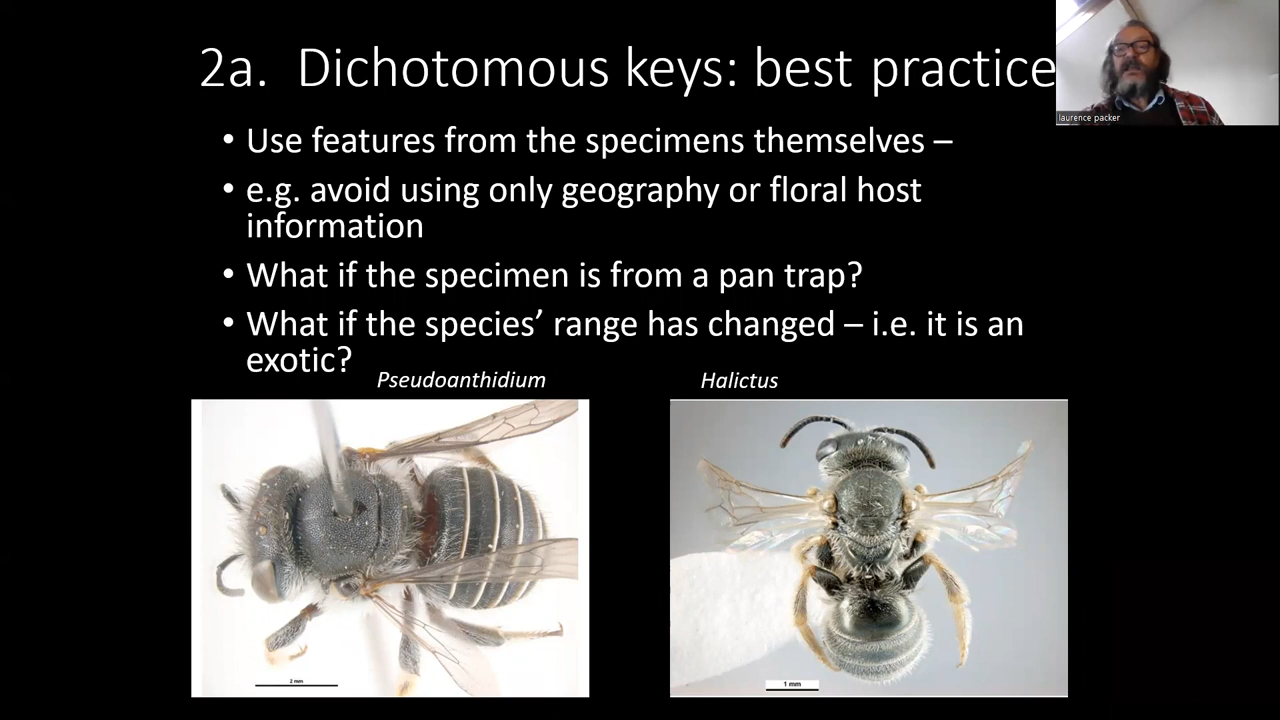 2a. Dichotomous keys: best practice
laurence packer
• Use features from the specimens themselves –
• e.g. avoid using only geography or floral host
information
• What if the specimen is from a pan trap?
• What if the species’ range has changed – i.e. it is an
exotic?
Pseudoanthidium
Halictus
2 mm
1 mm